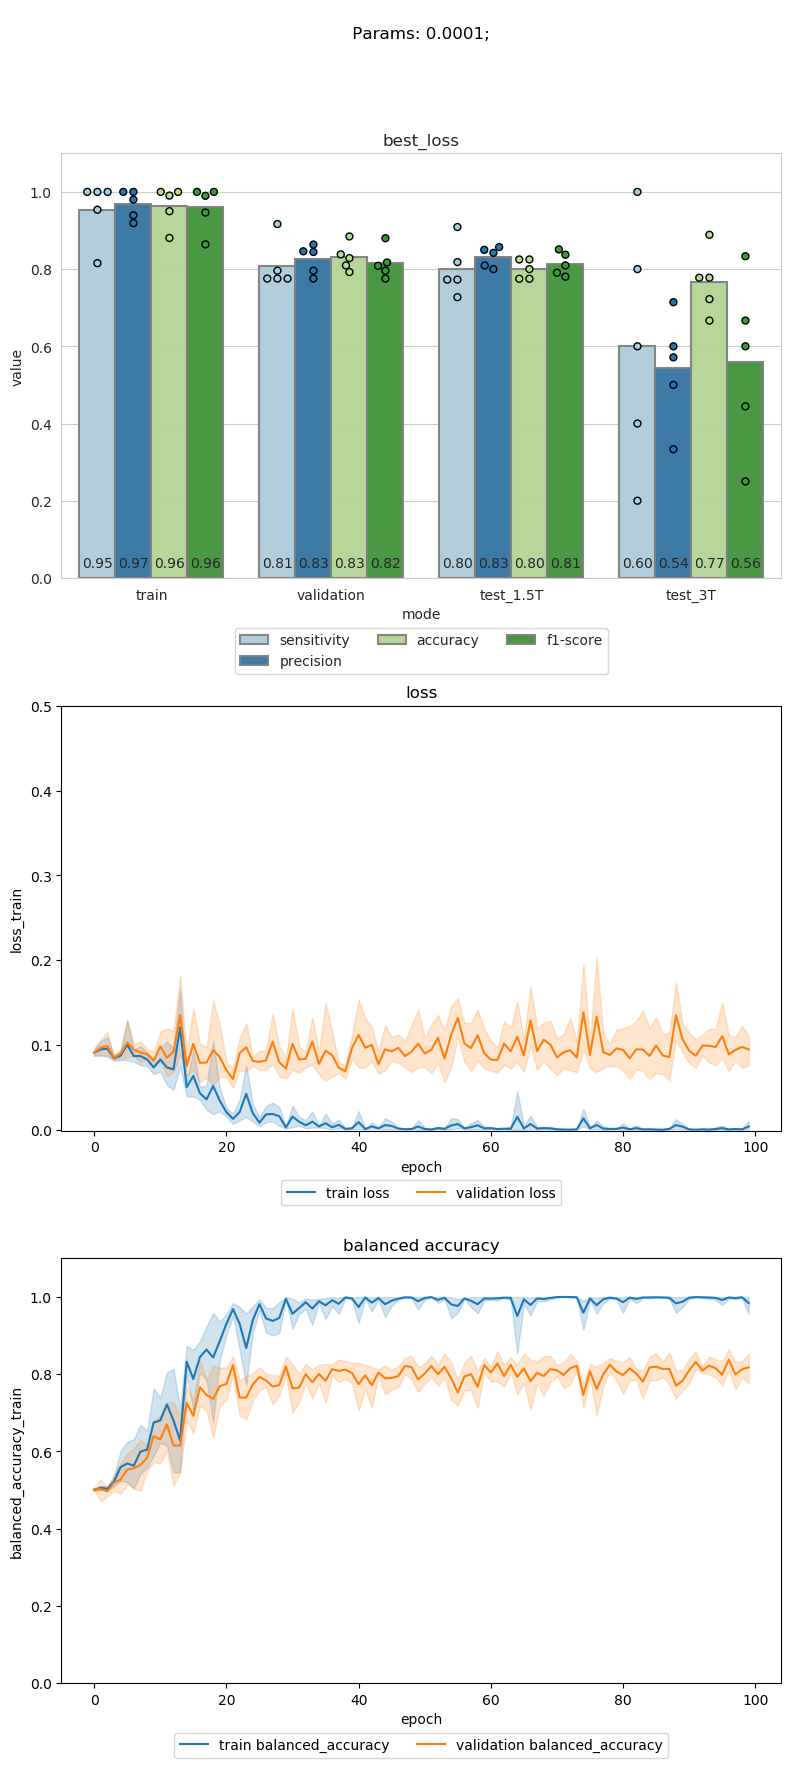 Params: 0.0001;
best_loss
value
1.0
0.8
0.6
0.4
0.2
0.0
0.95 0.97 0.96 0.96 0.81 0.83 0.83 0.82 0.80 0.83 0.80 0.81 0.60 0.54 0.77 0.56
train validation test_1.5T test_3T
mode
sensitivity accuracy f1-score
precision
loss
loss_train
0.5
0.4
0.3
0.2
0.1
0.0
0 20 40 60 80 100
epoch
train loss validation loss
balanced accuracy
balanced_accuracy_train
1.0
0.8
0.6
0.4
0.2
0.0
0 20 40 60 80 100
epoch
train balanced_accuracy validation balanced_accuracy